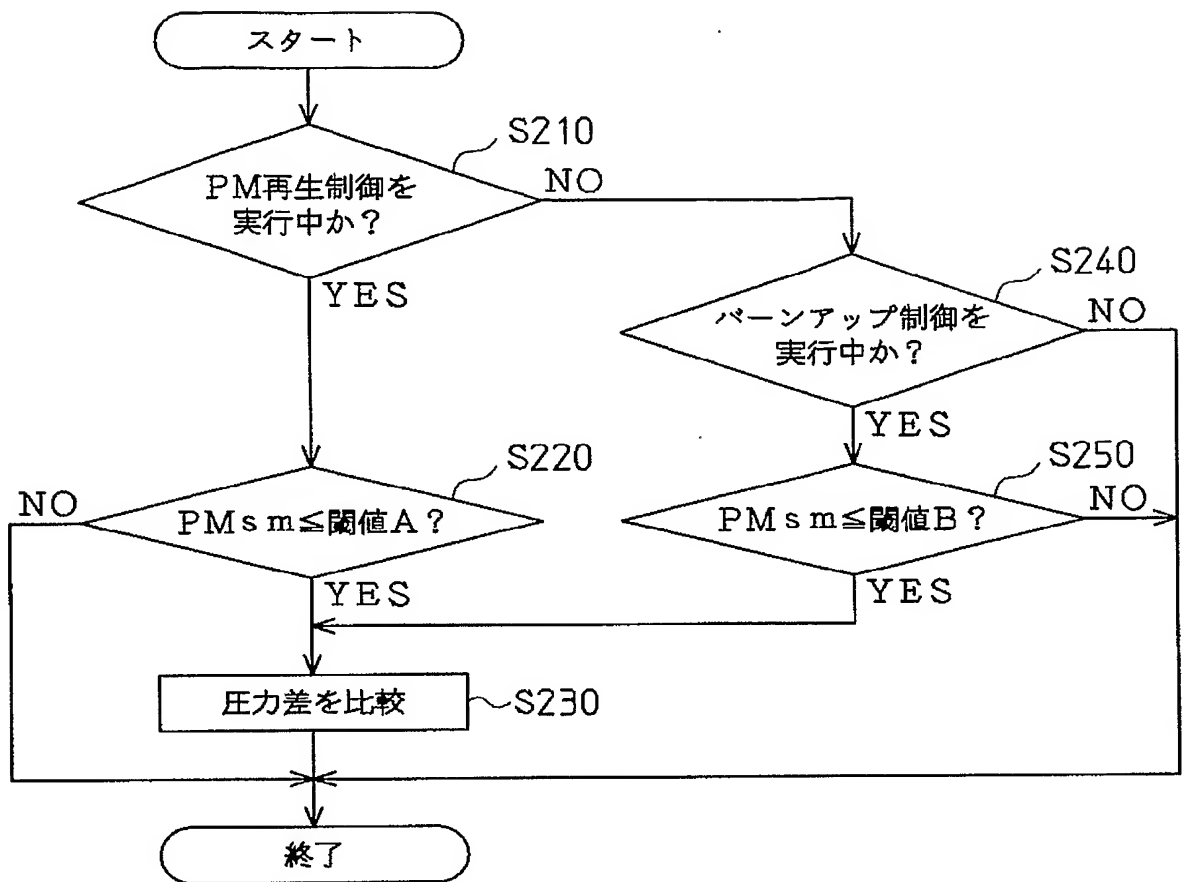 スタート
S210
PM再生制御を
実行中か?
NO
YES
S240
バーンアップ制御を
実行中か?
NO
YES
S220
PMsm≦閾値A?
NO
YES
S250
PMsm≦閾値B?
NO
YES
圧力差を比較
S230
終了